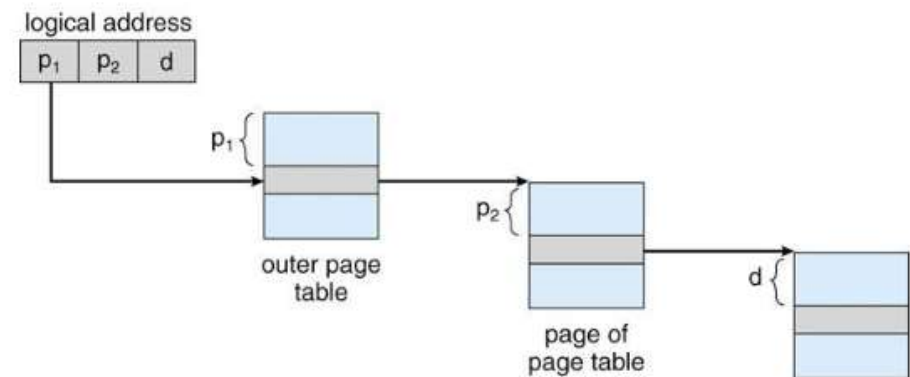 logical address
p₁ p₂ d
p₁
outer page
table
p₂
page of
page table
d